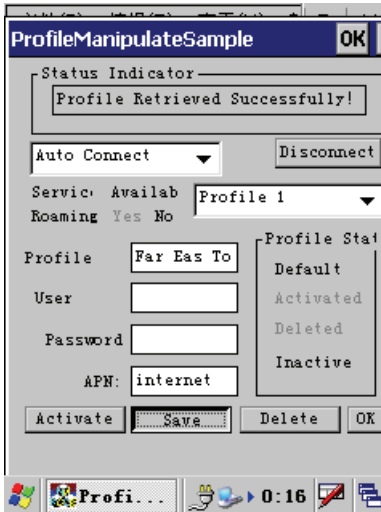 ProfileManipulateSample OK
Status Indicator
Profile Retrieved Successfully!
Auto Connect
Disconnect
Servic Availab
Profile 1
Roaming Yes No
Profile Stat
Profile
Far Eas To
Default
User
Activated
Deleted
Password
Inactive
APN:
internet
Activate Save Delete OK
Profi... 0:16